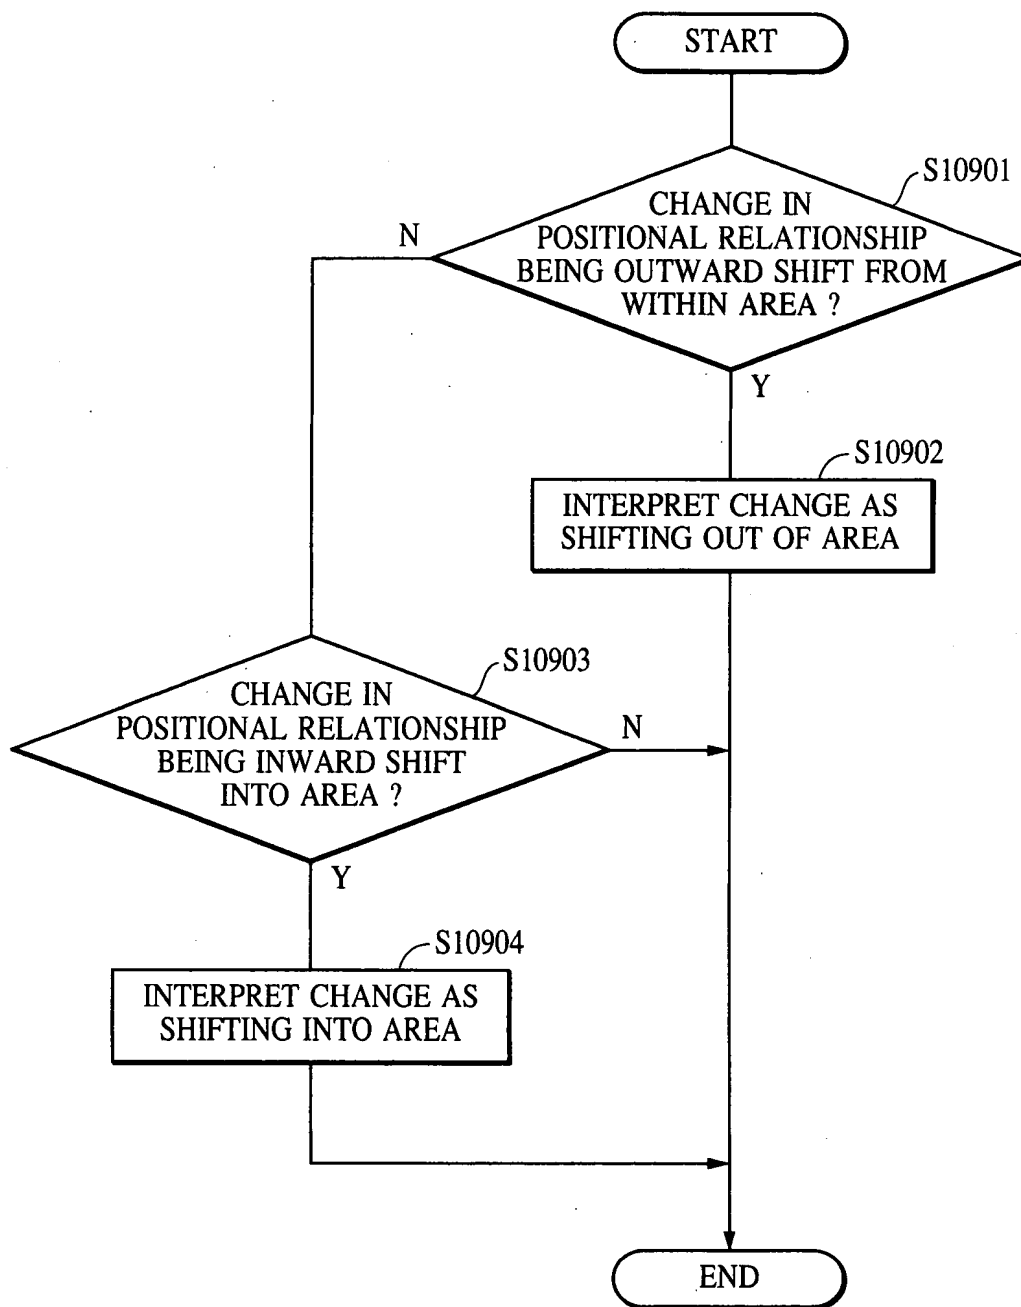 START
S10901
CHANGE IN
POSITIONAL RELATIONSHIP
BEING OUTWARD SHIFT FROM
WITHIN AREA ?
N
Y
S10902
INTERPRET CHANGE AS
SHIFTING OUT OF AREA
S10903
CHANGE IN
POSITIONAL RELATIONSHIP
BEING INWARD SHIFT
INTO AREA ?
N
Y
S10904
INTERPRET CHANGE AS
SHIFTING INTO AREA
END